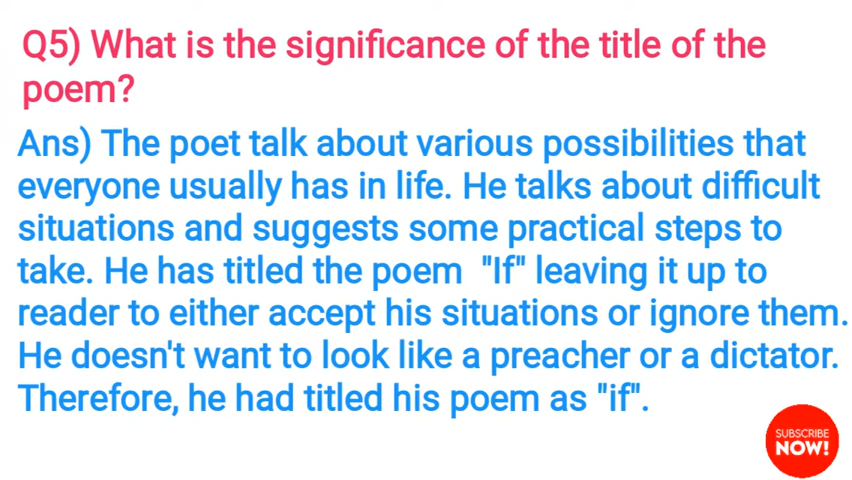 Q5) What is the significance of the title of the
poem?
Ans) The poet talk about various possibilities that
everyone usually has in life. He talks about difficult
situations and suggests some practical steps to
take. He has titled the poem "If" leaving it up to
reader to either accept his situations or ignore them.
He doesn't want to look like a preacher or a dictator.
Therefore, he had titled his poem as "if".
SUBSCRIBE
NOW!